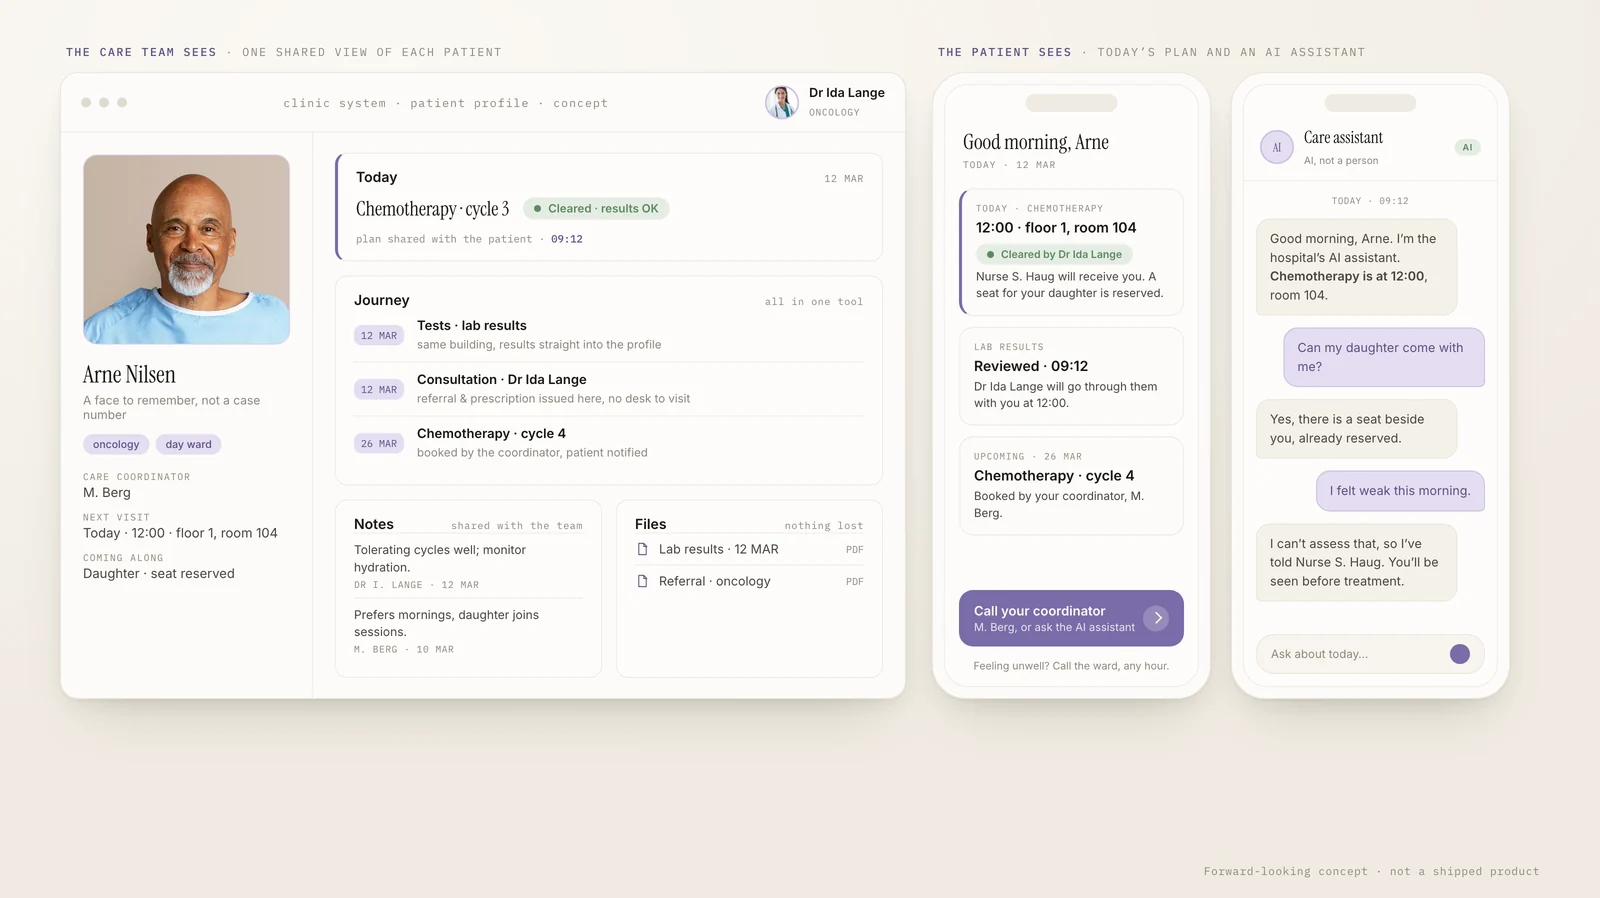 THE CARE TEAM SEES · ONE SHARED VIEW OF EACH PATIENT
clinic system · patient profile · concept
Dr Ida Lange
ONCOLOGY
Arne Nilsen
A face to remember, not a case
number
oncology
day ward
CARE COORDINATOR
M. Berg
NEXT VISIT
Today · 12:00 · floor 1, room 104
COMING ALONG
Daughter · seat reserved
Today
12 MAR
Chemotherapy · cycle 3
Cleared · results OK
plan shared with the patient · 09:12
Journey
all in one tool
12 MAR
Tests · lab results
same building, results straight into the profile
12 MAR
Consultation · Dr Ida Lange
referral & prescription issued here, no desk to visit
26 MAR
Chemotherapy · cycle 4
booked by the coordinator, patient notified
Notes
shared with the team
Tolerating cycles well; monitor
hydration.
DR I. LANGE · 12 MAR
Prefers mornings, daughter joins
sessions.
M. BERG · 10 MAR
Files
nothing lost
Lab results · 12 MAR
PDF
Referral · oncology
PDF
THE PATIENT SEES · TODAY’S PLAN AND AN AI ASSISTANT
Good morning, Arne
TODAY · 12 MAR
TODAY · CHEMOTHERAPY
12:00 · floor 1, room 104
Cleared by Dr Ida Lange
Nurse S. Haug will receive you. A
seat for your daughter is reserved.
LAB RESULTS
Reviewed · 09:12
Dr Ida Lange will go through them
with you at 12:00.
UPCOMING · 26 MAR
Chemotherapy · cycle 4
Booked by your coordinator, M.
Berg.
Call your coordinator
M. Berg, or ask the AI assistant
Feeling unwell? Call the ward, any hour.
AI
Care assistant
AI, not a person
AI
TODAY · 09:12
Good morning, Arne. I’m the
hospital’s AI assistant.
Chemotherapy is at 12:00,
room 104.
Can my daughter come with
me?
Yes, there is a seat beside
you, already reserved.
I felt weak this morning.
I can’t assess that, so I’ve
told Nurse S. Haug. You’ll be
seen before treatment.
Ask about today…
Forward-looking concept · not a shipped product